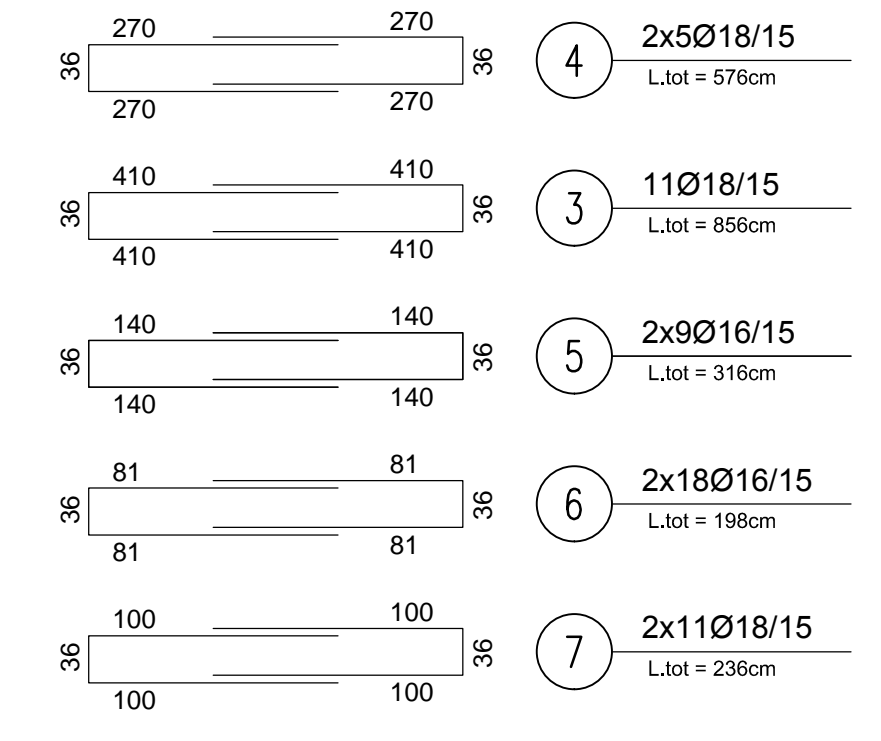 270 270
36 36
270 270
4
2x5Ø18/15
L.tot = 576cm
410 410
36 36
410 410
3
11Ø18/15
L.tot = 856cm
140 140
36 36
140 140
5
2x9Ø16/15
L.tot = 316cm
81 81
36 36
81 81
6
2x18Ø16/15
L.tot = 198cm
100 100
36 36
100 100
7
2x11Ø18/15
L.tot = 236cm